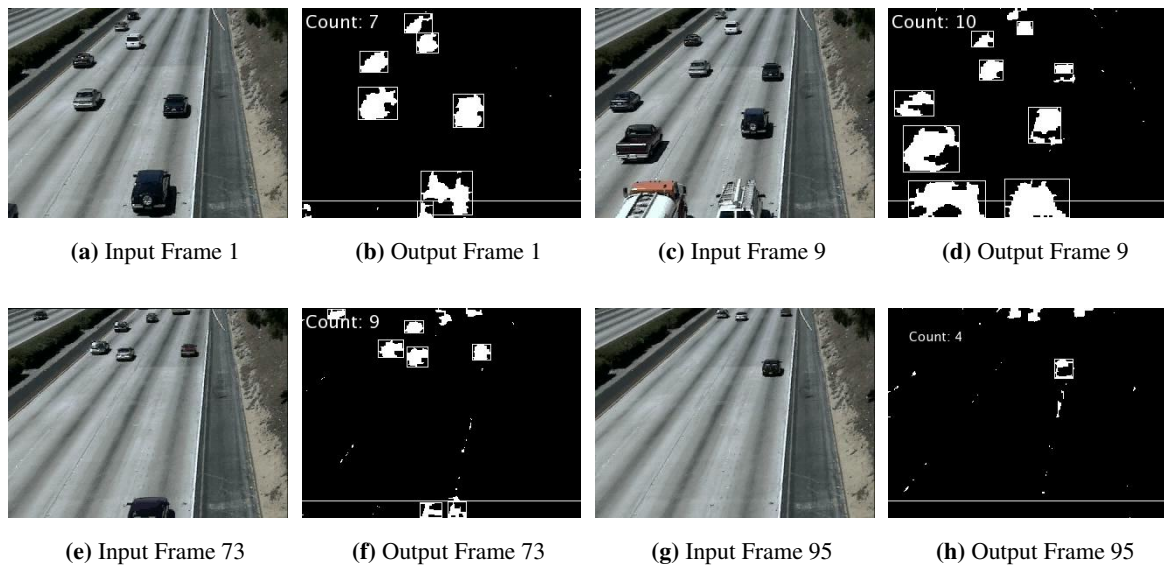 Count: 7
Count: 10
(a) Input Frame 1
(b) Output Frame 1
(c) Input Frame 9
(d) Output Frame 9
Count: 9
Count: 4
(e) Input Frame 73
(f) Output Frame 73
(g) Input Frame 95
(h) Output Frame 95